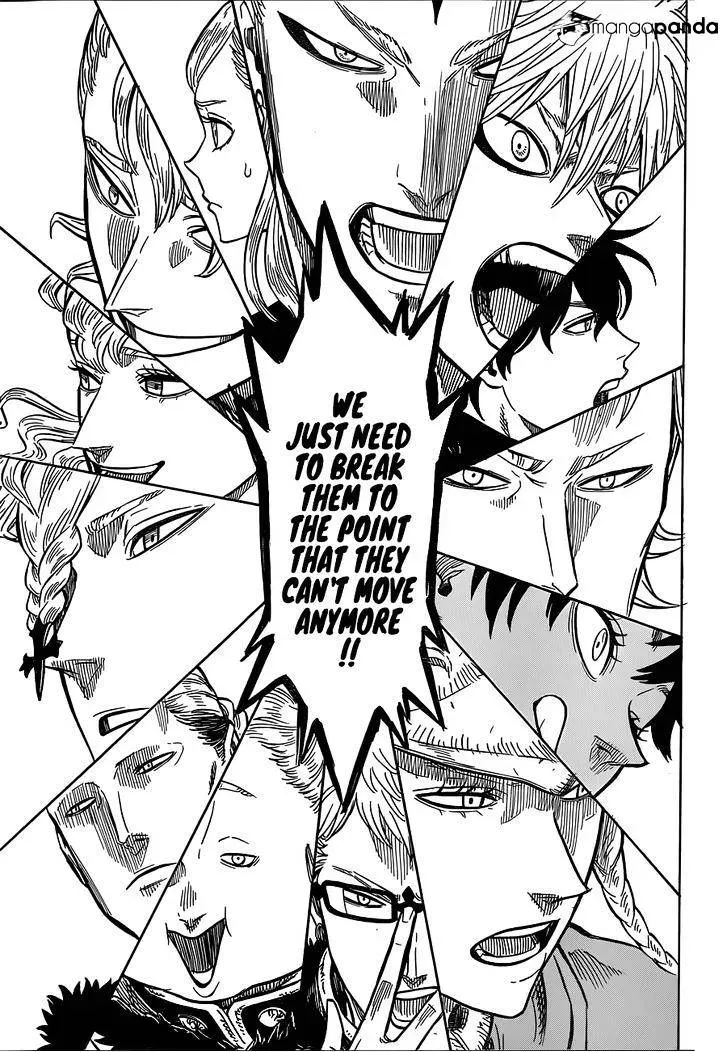 mangapanda
WE
JUST NEED
TO BREAK
THEM TO
THE POINT
THAT THEY
CAN'T MOVE
ANYMORE
!!